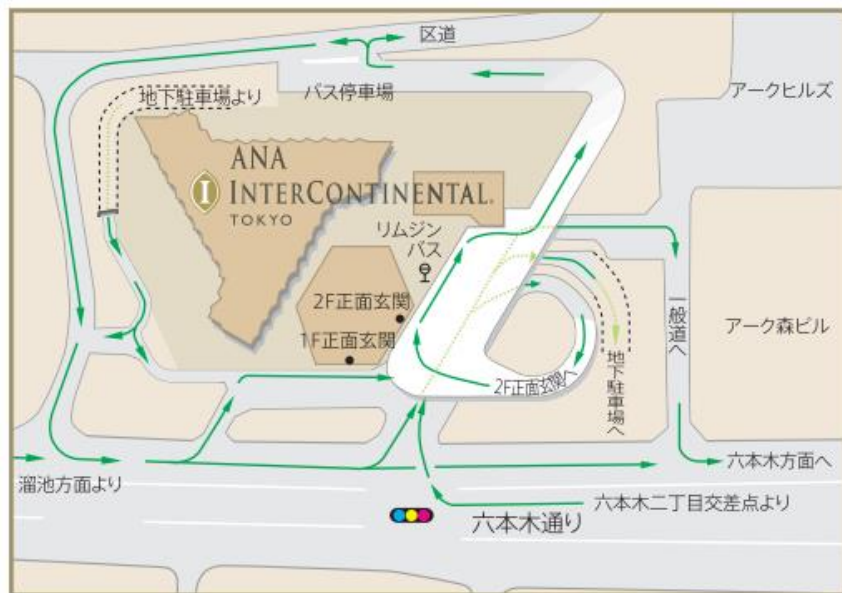 区道
バス停車場
アークヒルズ
地下駐車場より
ANA
INTERCONTINENTAL.
TOKYO
リムジン
バス
2F正面玄関
1F正面玄関
2F正面玄関へ
地下駐車場へ
一般道へ
アーク森ビル
溜池方面より
六本木方面へ
六本木二丁目交差点より
六本木通り